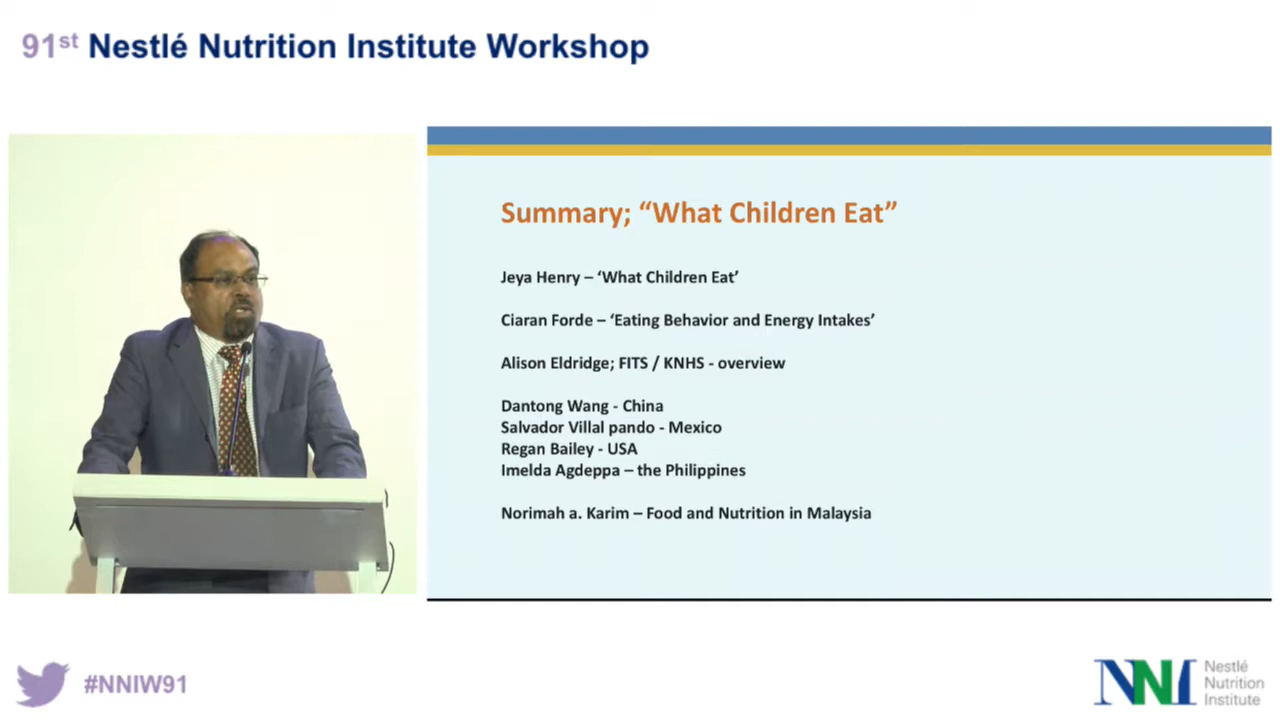 91st Nestlé Nutrition Institute Workshop
Summary; “What Children Eat”
Jeya Henry – ‘What Children Eat’
Ciaran Forde – ‘Eating Behavior and Energy Intakes’
Alison Eldridge; FITS / KNHS - overview
Dantong Wang - China
Salvador Villal pando - Mexico
Regan Bailey - USA
Imelda Agdeppa – the Philippines
Norimah a. Karim – Food and Nutrition in Malaysia
#NNIW91
NNI
Nestlé
Nutrition
Institute